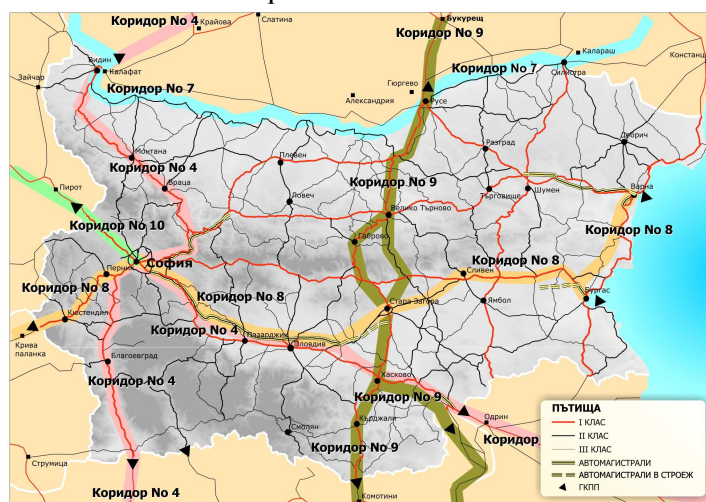 Коридор No 4
Крайова
Слатина
Букурещ
Коридор No 9
Видин
Калафат
Зайчар
Коридор No 7
Александрия
Гюргево
Русе
Коридор No 7
Силистра
Калараш
Констанца
Монтана
Коридор No 4
Враца
Плевен
Ловеч
Коридор No 9
Разград
Добрич
Търговище
Шумен
Варна
Пирот
Коридор No 10
Велико Търново
Габрово
Коридор No 8
София
Перник
Коридор No 8
Кюстендил
Крива
паланка
Коридор No 8
Сливен
Коридор No 8
Стара Загора
Ямбол
Бургас
Коридор No 4
Пазарджик
Пловдив
Благоевград
Коридор No 4
Хасково
Коридор No 9
Одрин
Коридор
Смолян
Кърджали
Коридор No 9
Струмица
Коридор No 4
Комотини
ПЪТИЩА
I КЛАС
II КЛАС
III КЛАС
АВТОМАГИСТРАЛИ
АВТОМАГИСТРАЛИ В СТРОЕЖ
ГКПП